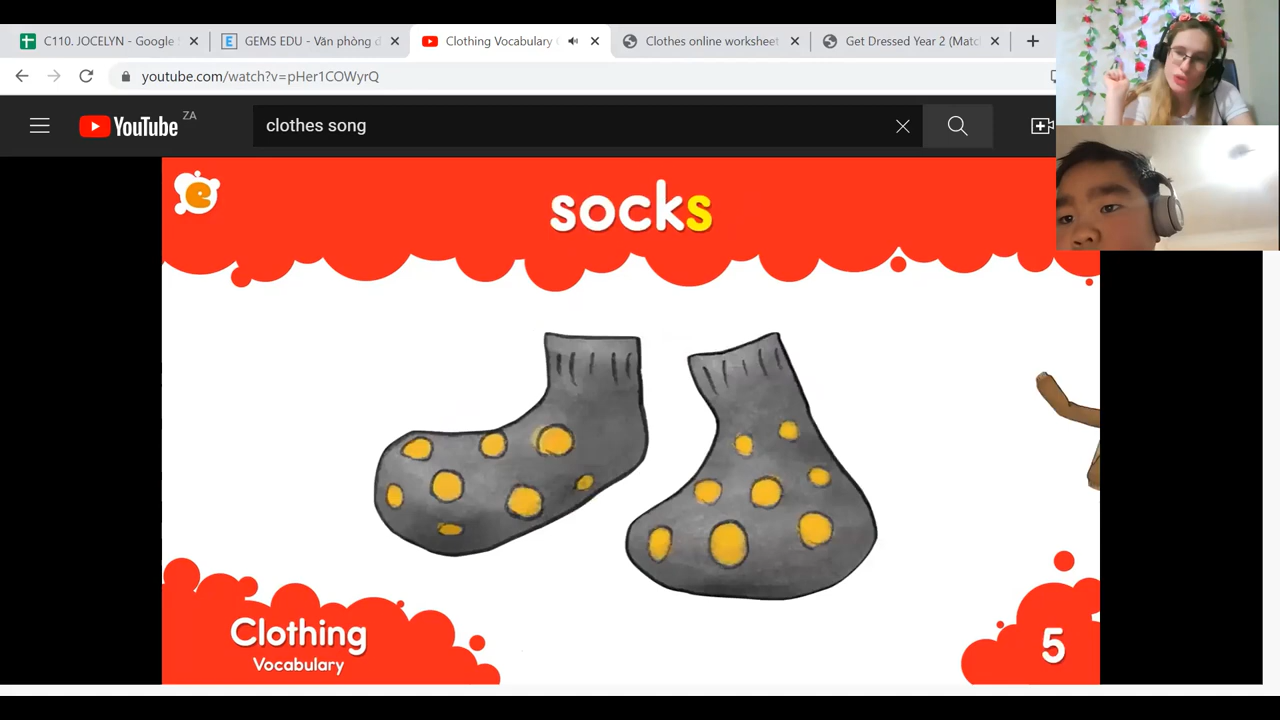 C110. JOCELYN - Google
GEMS EDU - Văn phòng
Clothing Vocabulary
Clothes online worksheet
Get Dressed Year 2 (Matc
youtube.com/watch?v=pHer1COWyrQ
YouTube ZA
clothes song
e
socks
Clothing
Vocabulary
5